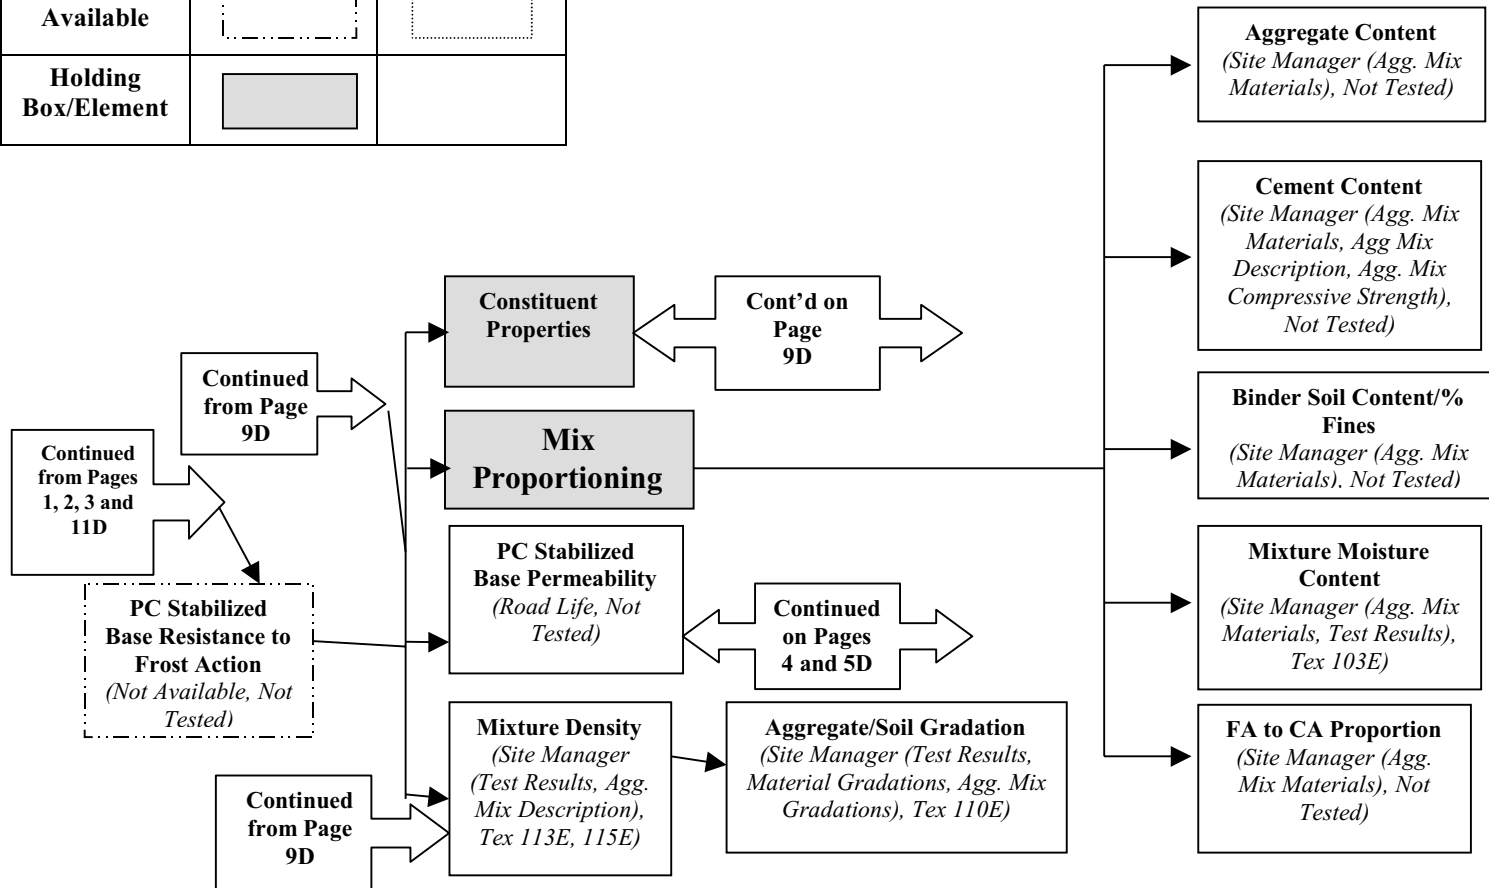 Available
Holding
Box/Element
Aggregate Content
(Site Manager (Agg. Mix
Materials), Not Tested)
Cement Content
(Site Manager (Agg. Mix
Materials, Agg Mix
Description, Agg. Mix
Compressive Strength),
Not Tested)
Constituent
Properties
Cont’d on
Page
9D
Continued
from Page
9D
Binder Soil Content/%
Fines
(Site Manager (Agg. Mix
Materials), Not Tested)
Mix
Proportioning
Continued
from Pages
1, 2, 3 and
11D
PC Stabilized
Base Permeability
(Road Life, Not
Tested)
Continued
on Pages
4 and 5D
Mixture Moisture
Content
(Site Manager (Agg. Mix
Materials, Test Results),
Tex 103E)
PC Stabilized
Base Resistance to
Frost Action
(Not Available, Not
Tested)
Mixture Density
(Site Manager
(Test Results, Agg.
Mix Description),
Tex 113E, 115E)
Aggregate/Soil Gradation
(Site Manager (Test Results,
Material Gradations, Agg. Mix
Gradations), Tex 110E)
FA to CA Proportion
(Site Manager (Agg.
Mix Materials), Not
Tested)
Continued
from Page
9D